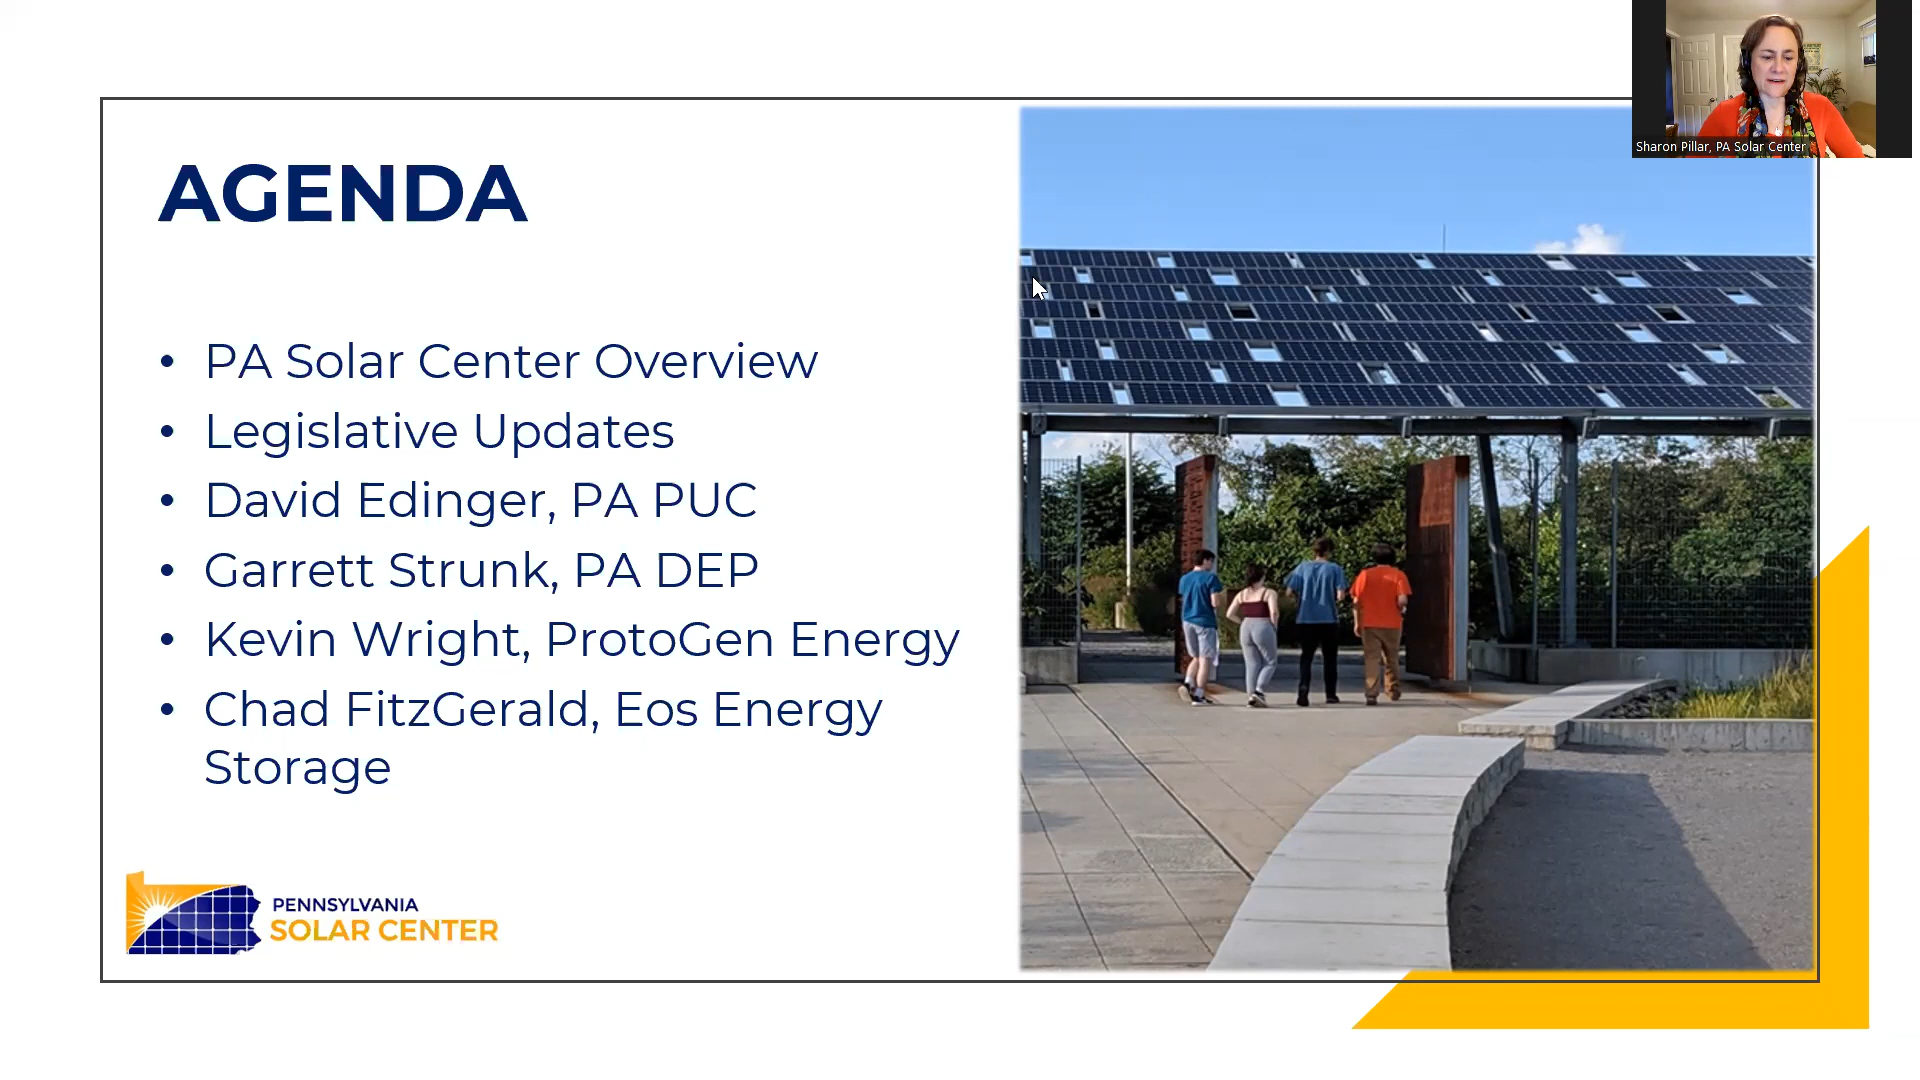 AGENDA
• PA Solar Center Overview
• Legislative Updates
• David Edinger, PA PUC
• Garrett Strunk, PA DEP
• Kevin Wright, ProtoGen Energy
• Chad FitzGerald, Eos Energy
Storage
PENNSYLVANIA
SOLAR CENTER
Sharon Pillar, PA Solar Center